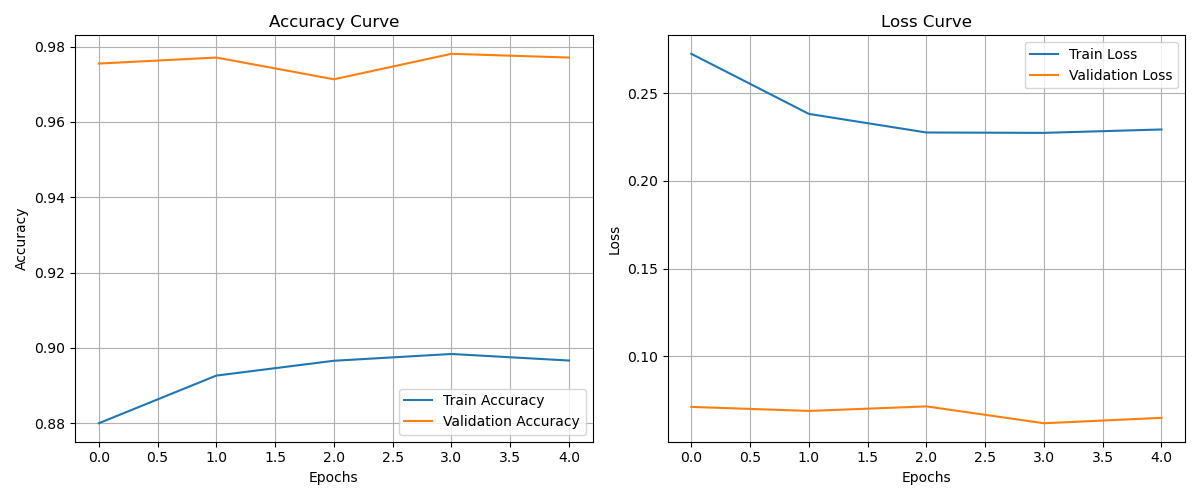 Accuracy Curve
0.98
0.96
0.94
0.92
0.90
0.88
Accuracy
0.0 0.5 1.0 1.5 2.0 2.5 3.0 3.5 4.0
Epochs
Train Accuracy
Validation Accuracy
Loss Curve
0.25
0.20
0.15
0.10
Loss
0.0 0.5 1.0 1.5 2.0 2.5 3.0 3.5 4.0
Epochs
Train Loss
Validation Loss